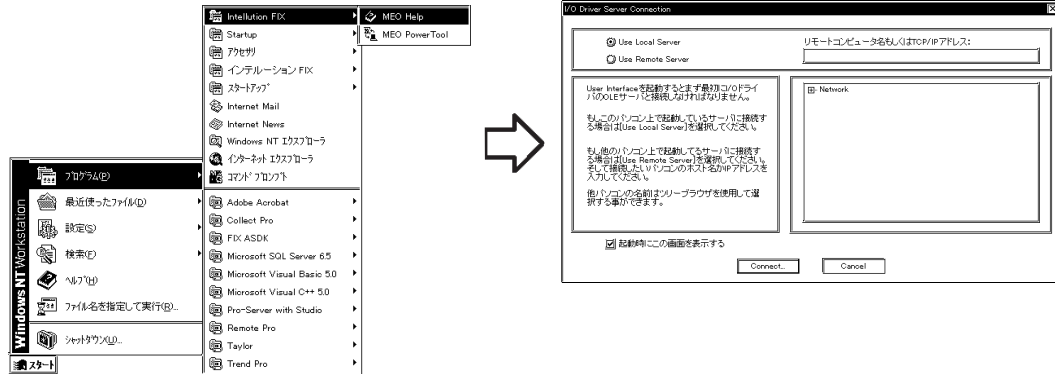 Windows NT Workstation
プログラム(P)
最近使ったファイル(D)
設定(S)
検索(F)
ヘルプ(H)
ファイル名を指定して実行(R)...
シャットダウン(U)...
スタート
Intellution FIX
Startup
アクセサリ
インテルーション FIX
スタートアップ
Internet Mail
Internet News
Windows NT エクスプローラ
インターネット エクスプローラ
コマンド プロンプト
Adobe Acrobat
Collect Pro
FIX ASDK
Microsoft SQL Server 6.5
Microsoft Visual Basic 5.0
Microsoft Visual C++ 5.0
Pro-Server with Studio
Remote Pro
Taylor
Trend Pro
MEO Help
MEO PowerTool
I/O Driver Server Connection
Use Local Server
Use Remote Server
リモートコンピュータ名もしくはTCP/IPアドレス:
User Interfaceを起動するとまず最初にI/Oドライ
バのOLEサーバと接続しなければなりません。
もしこのパソコン上で起動しているサーバに接続す
る場合は[Use Local Server]を選択してください。
もし他のパソコン上で起動してるサーバに接続す
る場合は[Use Remote Server]を選択してください。
そして接続したいパソコンのホスト名かIPアドレスを
入力してください。
他パソコンの名前はツリーブラウザを使用して選
択する事ができます。
Network
起動時にこの画面を表示する
Connect...
Cancel